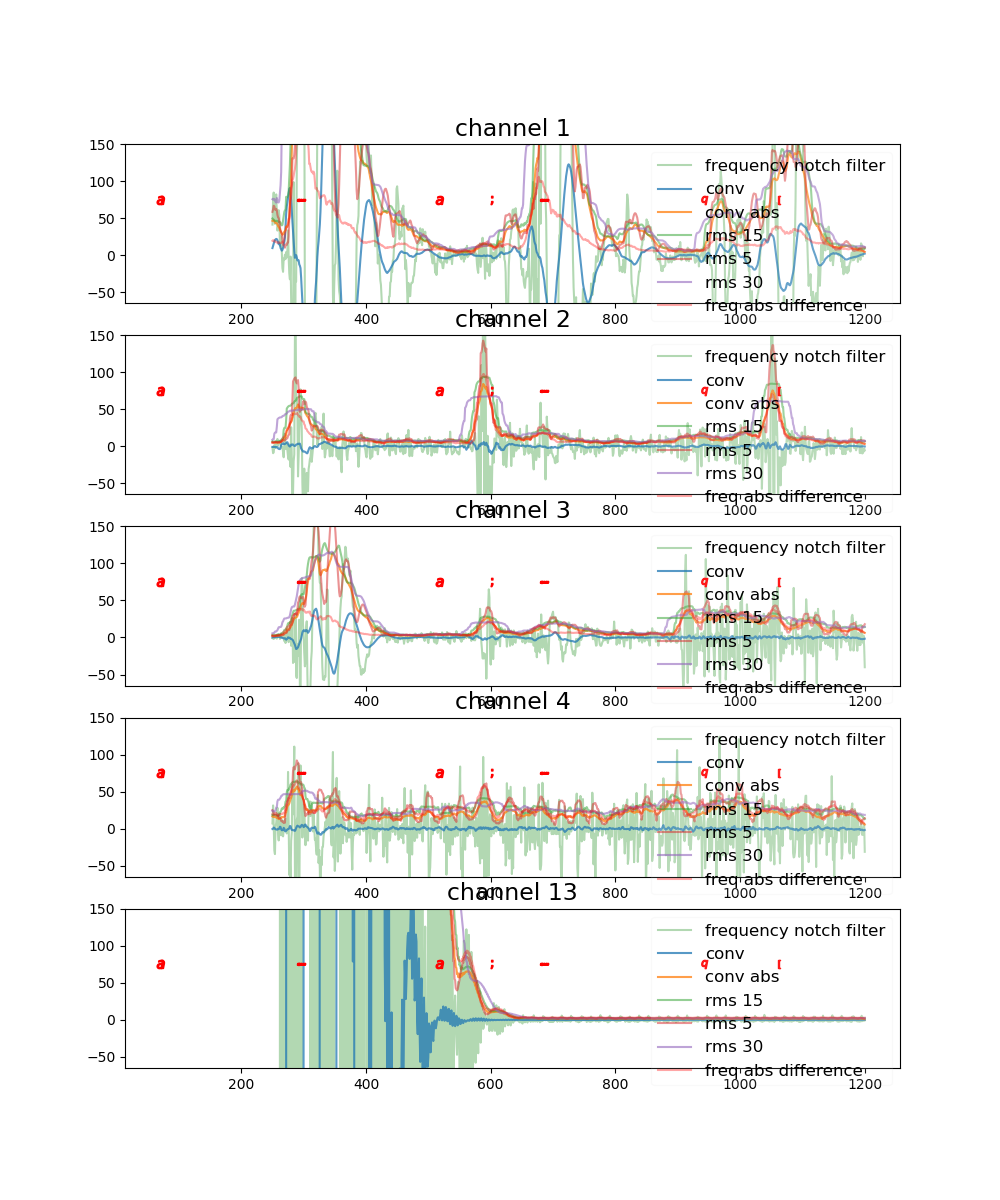 channel 1
150
100
50
0
−50
a − a ; − q [
frequency notch filter
conv
conv abs
rms 15
rms 5
rms 30
freq abs difference
200 400 600 800 1000 1200
channel 2
150
100
50
0
−50
a − a ; − q [
frequency notch filter
conv
conv abs
rms 15
rms 5
rms 30
freq abs difference
200 400 600 800 1000 1200
channel 3
150
100
50
0
−50
a − a ; − q [
frequency notch filter
conv
conv abs
rms 15
rms 5
rms 30
freq abs difference
200 400 600 800 1000 1200
channel 4
150
100
50
0
−50
a − a ; − q [
frequency notch filter
conv
conv abs
rms 15
rms 5
rms 30
freq abs difference
200 400 600 800 1000 1200
channel 13
150
100
50
0
−50
a − a ; − q [
frequency notch filter
conv
conv abs
rms 15
rms 5
rms 30
freq abs difference
200 400 600 800 1000 1200